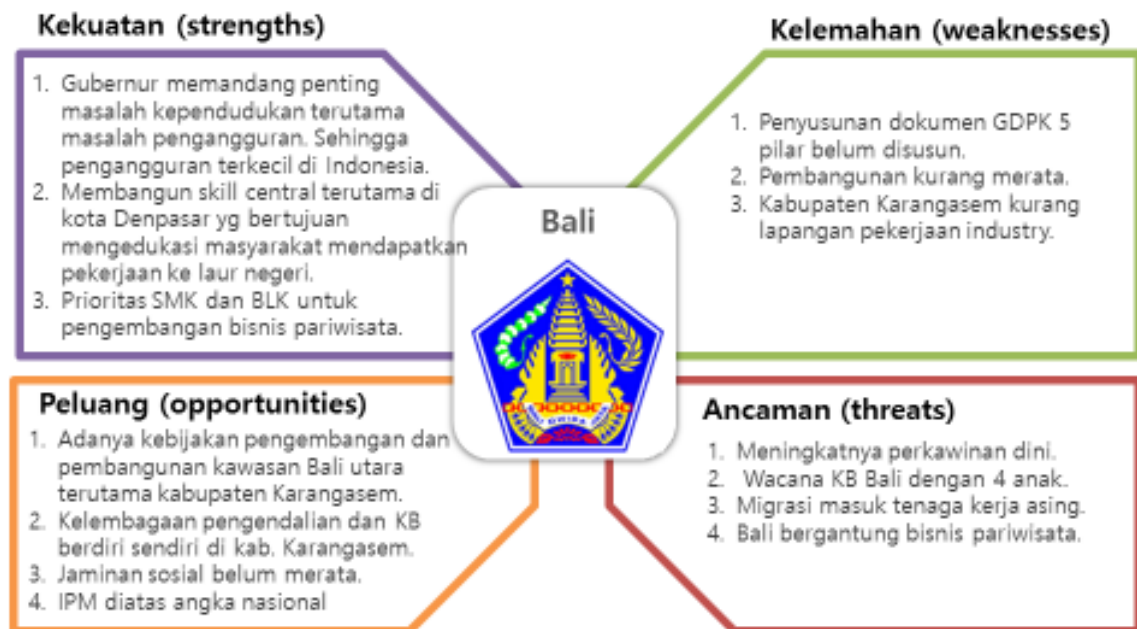 Kekuatan (strengths)
1. Gubernur memandang penting
masalah kependudukan terutama
masalah pengangguran. Sehingga
pengangguran terkecil di Indonesia.
2. Membangun skill central terutama di
kota Denpasar yg bertujuan
mengedukasi masyarakat mendapatkan
pekerjaan ke laur negeri.
3. Prioritas SMK dan BLK untuk
pengembangan bisnis pariwisata.
Kelemahan (weaknesses)
1. Penyusunan dokumen GDPK 5
pilar belum disusun.
2. Pembangunan kurang merata.
3. Kabupaten Karangasem kurang
lapangan pekerjaan industry.
Bali
BALI DWIPA JAYA
Peluang (opportunities)
1. Adanya kebijakan pengembangan dan
pembangunan kawasan Bali utara
terutama kabupaten Karangasem.
2. Kelembagaan pengendalian dan KB
berdiri sendiri di kab. Karangasem.
3. Jaminan sosial belum merata.
4. IPM diatas angka nasional
Ancaman (threats)
1. Meningkatnya perkawinan dini.
2. Wacana KB Bali dengan 4 anak.
3. Migrasi masuk tenaga kerja asing.
4. Bali bergantung bisnis pariwisata.